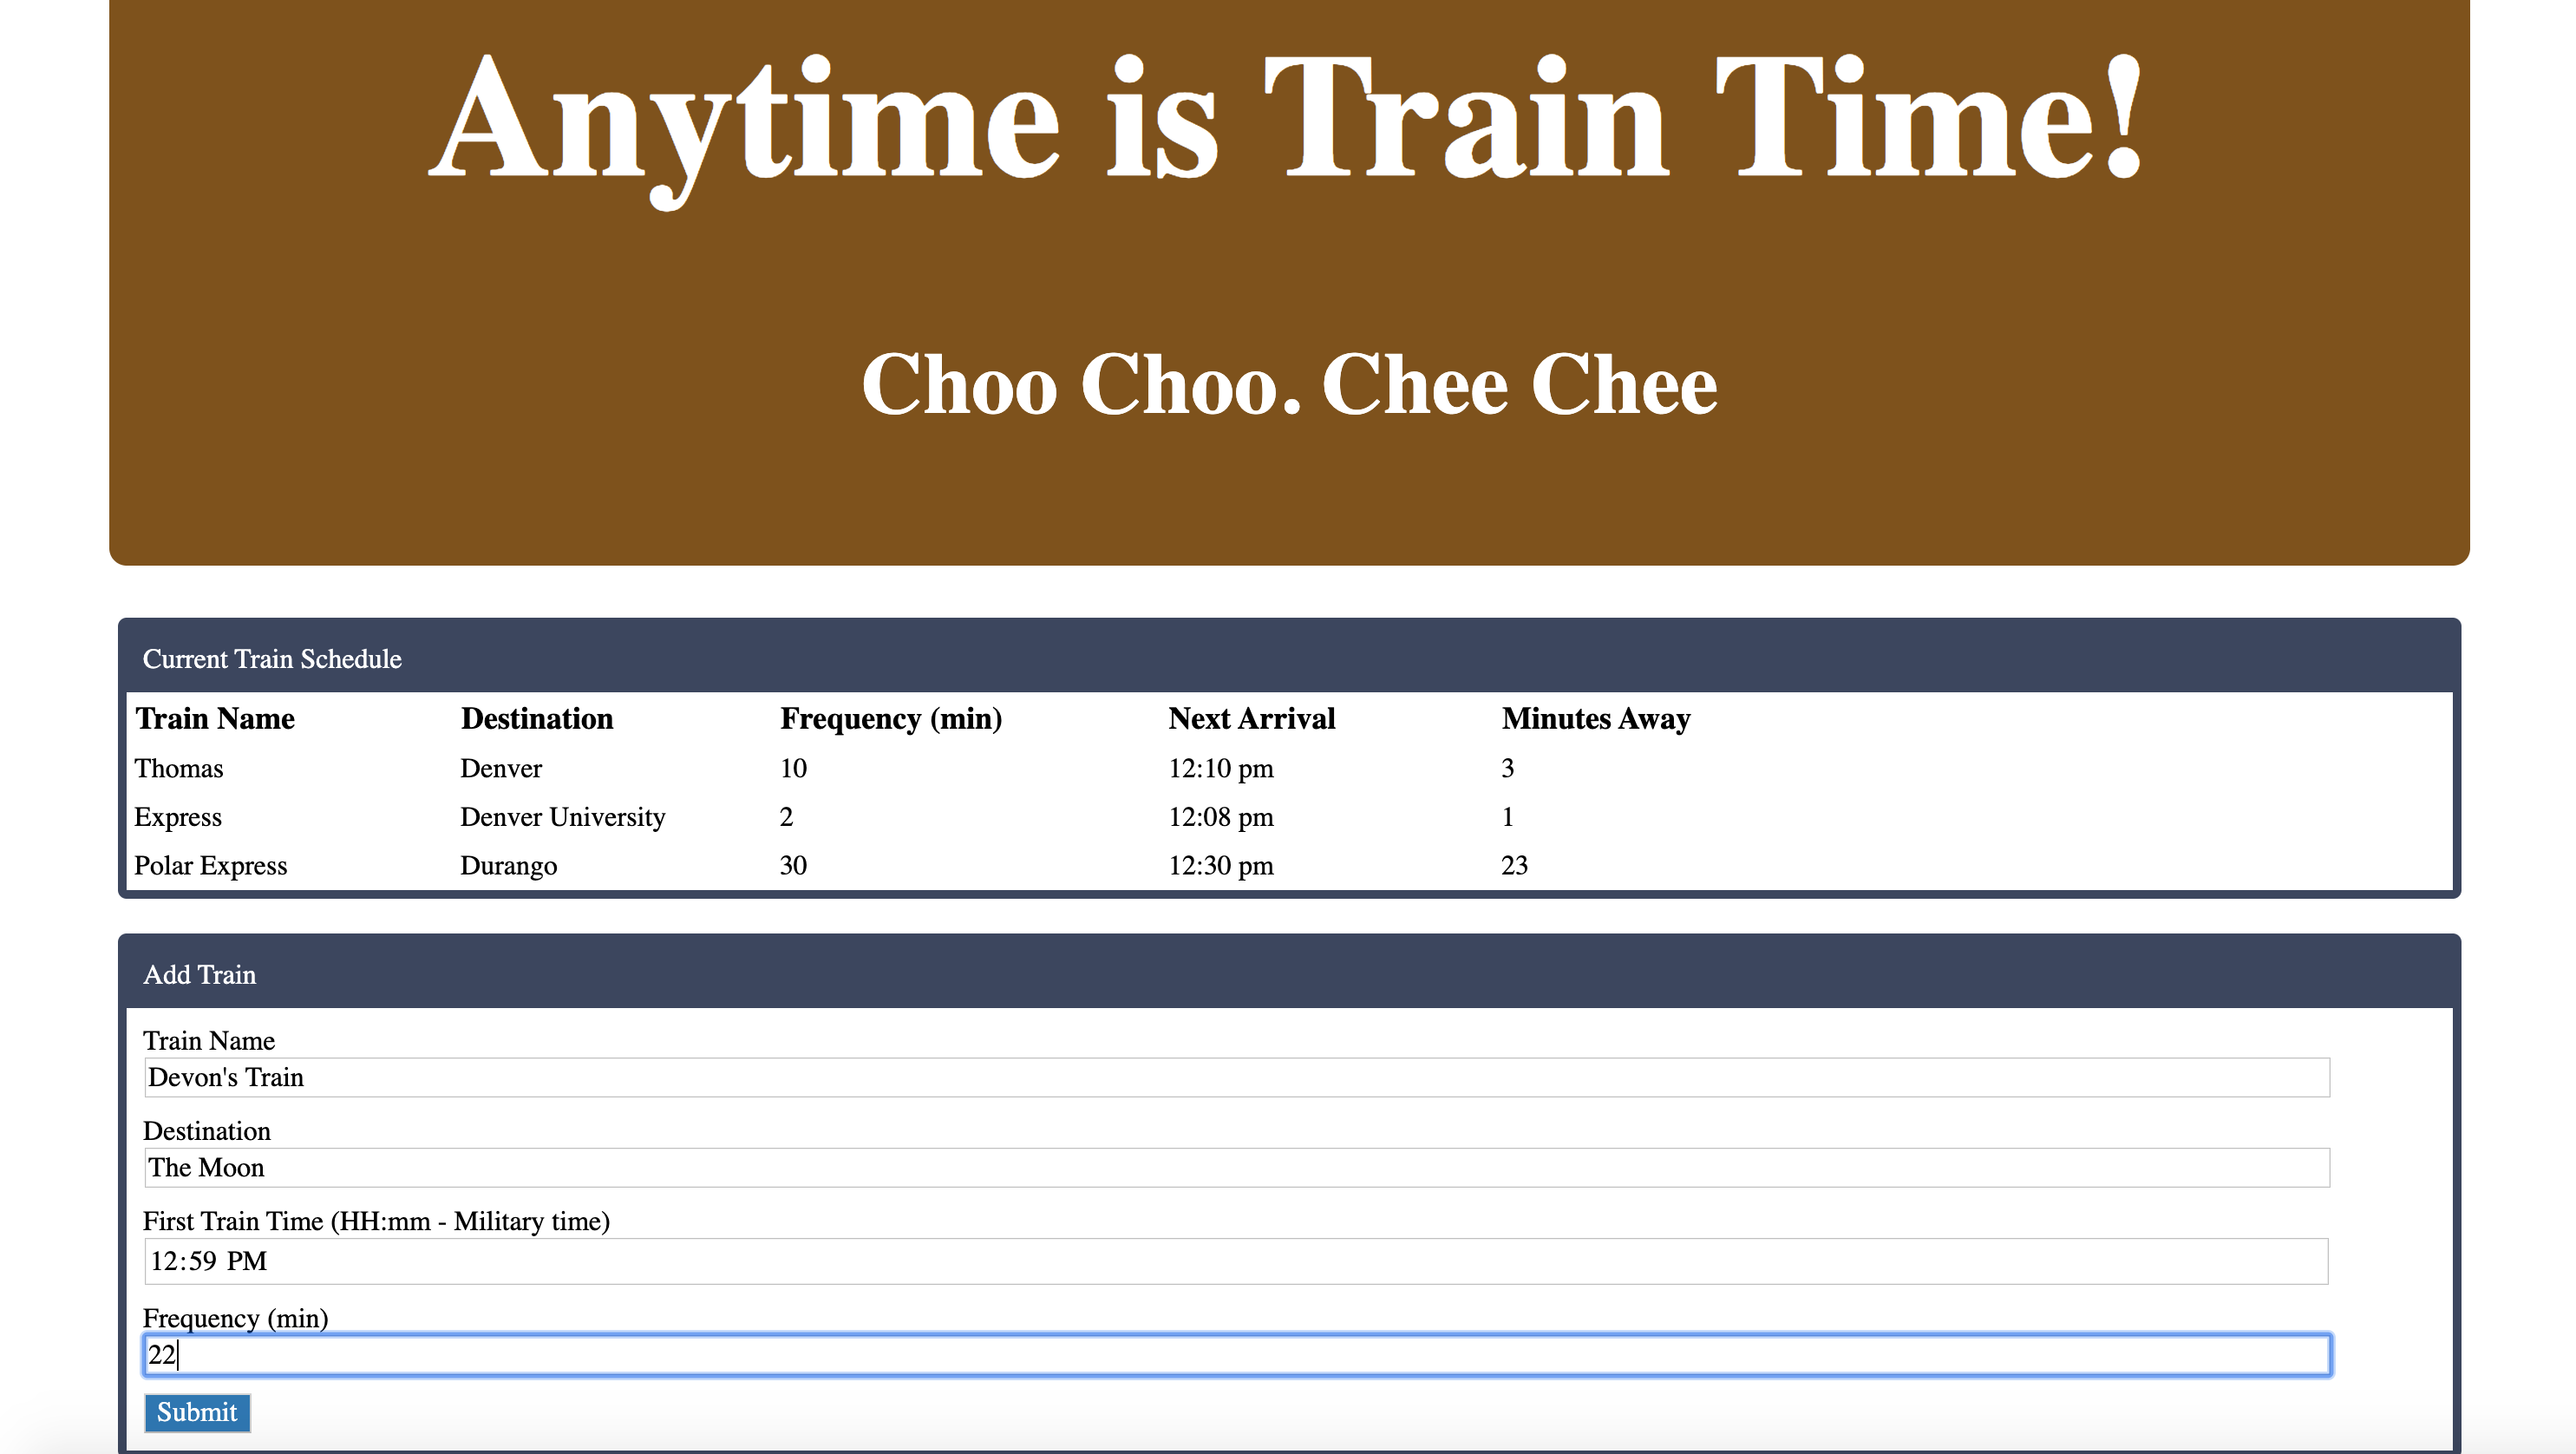 Anytime is Train Time!
Choo Choo. Chee Chee
Current Train Schedule
Train Name Destination Frequency (min) Next Arrival Minutes Away
Thomas Denver 10 12:10 pm 3
Express Denver University 2 12:08 pm 1
Polar Express Durango 30 12:30 pm 23
Add Train
Train Name
Devon's Train
Destination
The Moon
First Train Time (HH:mm - Military time)
12:59 PM
Frequency (min)
22
Submit